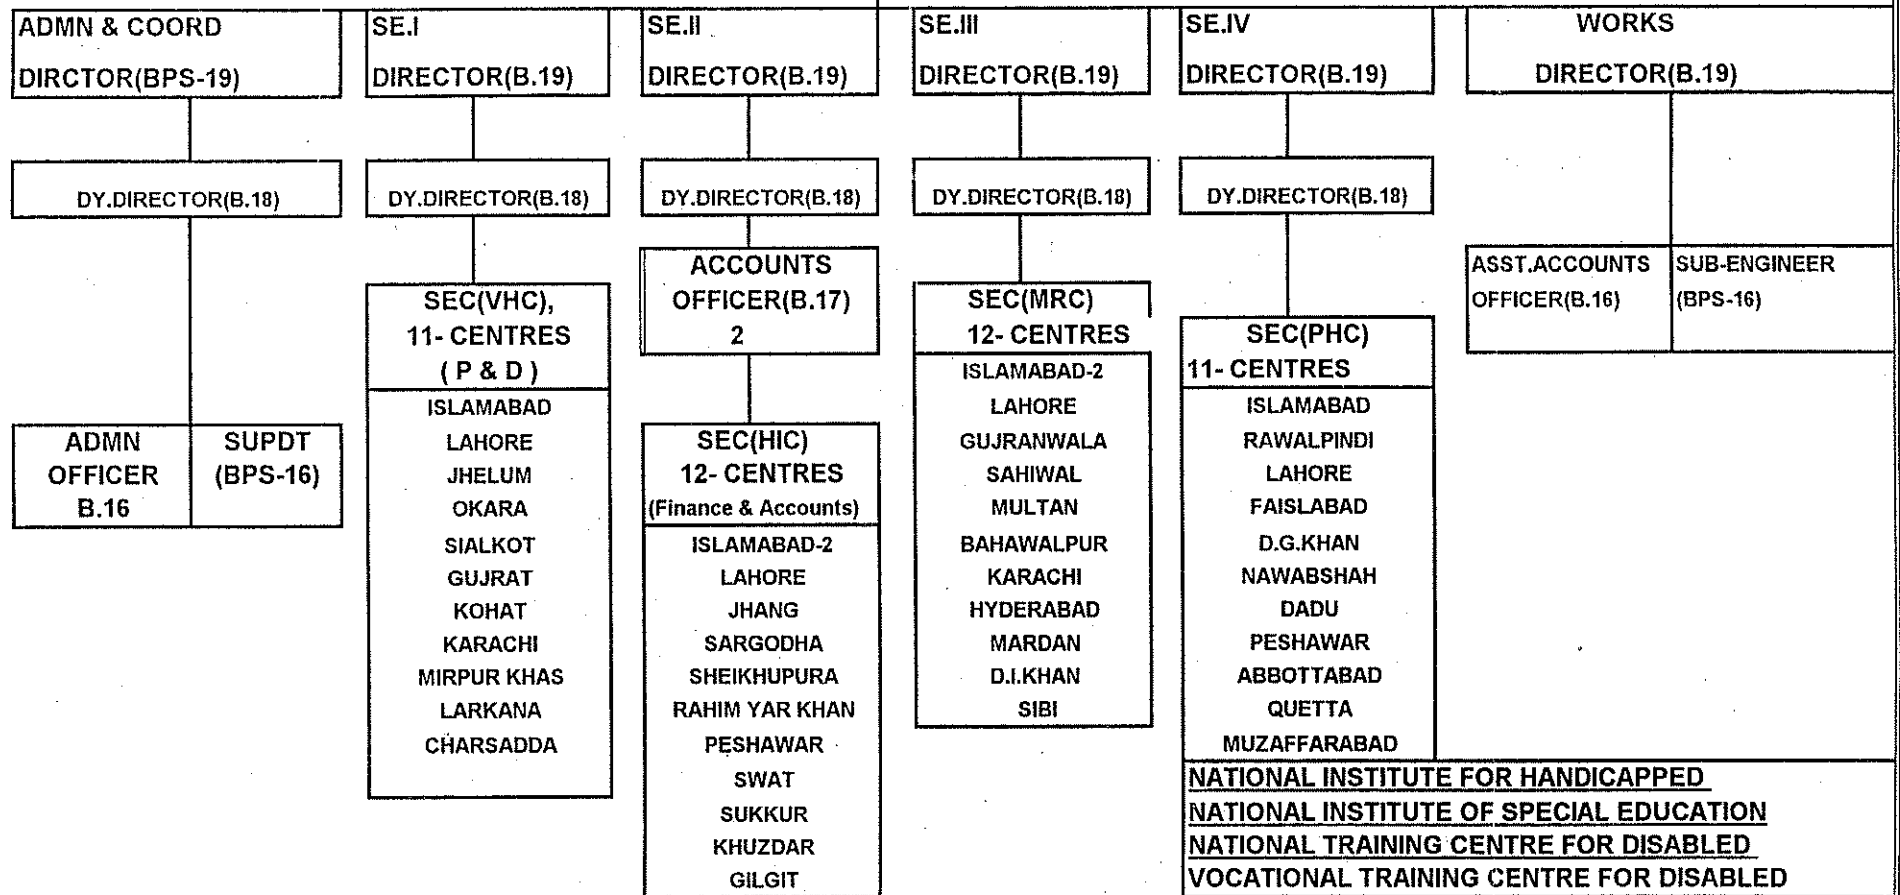 ADMN & COORD
DIRCTOR(BPS-19)
SE.I
DIRECTOR(B.19)
SE.II
DIRECTOR(B.19)
SE.III
DIRECTOR(B.19)
SE.IV
DIRECTOR(B.19)
WORKS
DIRECTOR(B.19)
DY.DIRECTOR(B.18)
DY.DIRECTOR(B.18)
DY.DIRECTOR(B.18)
DY.DIRECTOR(B.18)
DY.DIRECTOR(B.18)
ADMN
OFFICER
B.16
SUPDT
(BPS-16)
SEC(VHC),
11- CENTRES
( P & D )
ISLAMABAD
LAHORE
JHELUM
OKARA
SIALKOT
GUJRAT
KOHAT
KARACHI
MIRPUR KHAS
LARKANA
CHARSADDA
ACCOUNTS
OFFICER(B.17)
2
SEC(HIC)
12- CENTRES
(Finance & Accounts)
ISLAMABAD-2
LAHORE
JHANG
SARGODHA
SHEIKHUPURA
RAHIM YAR KHAN
PESHAWAR
SWAT
SUKKUR
KHUZDAR
GILGIT
SEC(MRC)
12- CENTRES
ISLAMABAD-2
LAHORE
GUJRANWALA
SAHIWAL
MULTAN
BAHAWALPUR
KARACHI
HYDERABAD
MARDAN
D.I.KHAN
SIBI
SEC(PHC)
11- CENTRES
ISLAMABAD
RAWALPINDI
LAHORE
FAISLABAD
D.G.KHAN
NAWABSHAH
DADU
PESHAWAR
ABBOTTABAD
QUETTA
MUZAFFARABAD
NATIONAL INSTITUTE FOR HANDICAPPED
NATIONAL INSTITUTE OF SPECIAL EDUCATION
NATIONAL TRAINING CENTRE FOR DISABLED
VOCATIONAL TRAINING CENTRE FOR DISABLED
ASST.ACCOUNTS
OFFICER(B.16)
SUB-ENGINEER
(BPS-16)